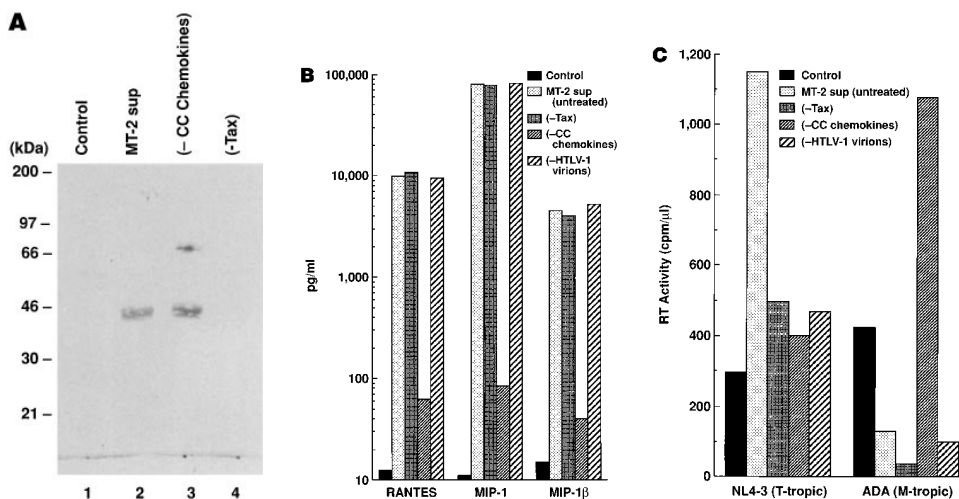 A
Control
MT-2 sup
(– CC Chemokines)
(-Tax)
(kDa)
200 –
97 –
66 –
46 –
30 –
21 –
1 2 3 4
B
100,000
10,000
1,000
100
10
pg/ml
Control
MT-2 sup
(untreated)
(–Tax)
(–CC
chemokines)
(–HTLV-1
virions)
RANTES MIP-1 MIP-1β
C
1,200
1,000
800
600
400
200
0
RT Activity (cpm/µl)
Control
MT-2 sup (untreated)
(–Tax)
(–CC chemokines)
(–HTLV-1 virions)
NL4-3 (T-tropic) ADA (M-tropic)